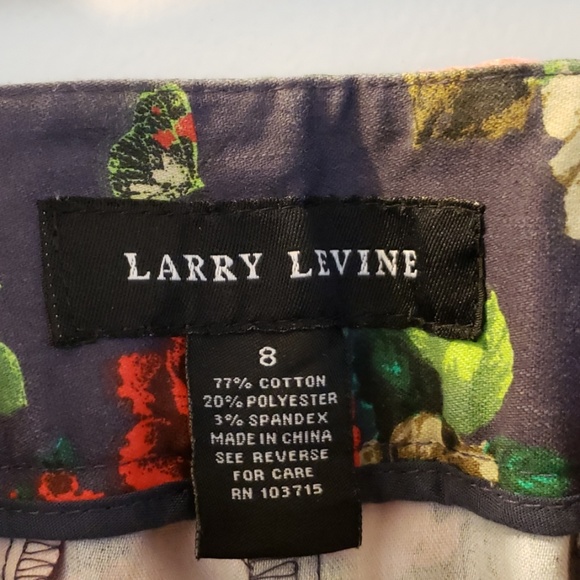 LARRY LEVINE
8
77% COTTON
20% POLYESTER
3% SPANDEX
MADE IN CHINA
SEE REVERSE
FOR CARE
RN 103715